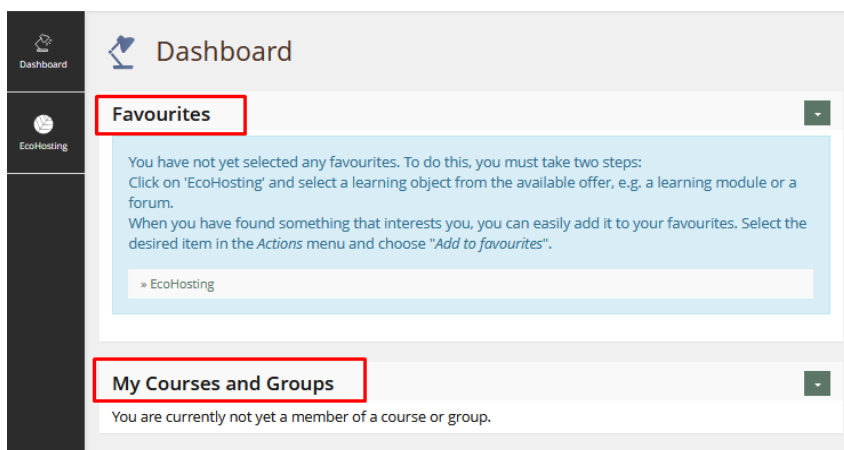 Dashboard
Dashboard
EcoHosting
Favourites
You have not yet selected any favourites. To do this, you must take two steps:
Click on 'EcoHosting' and select a learning object from the available offer, e.g. a learning module or a
forum.
When you have found something that interests you, you can easily add it to your favourites. Select the
desired item in the Actions menu and choose "Add to favourites".
» EcoHosting
My Courses and Groups
You are currently not yet a member of a course or group.